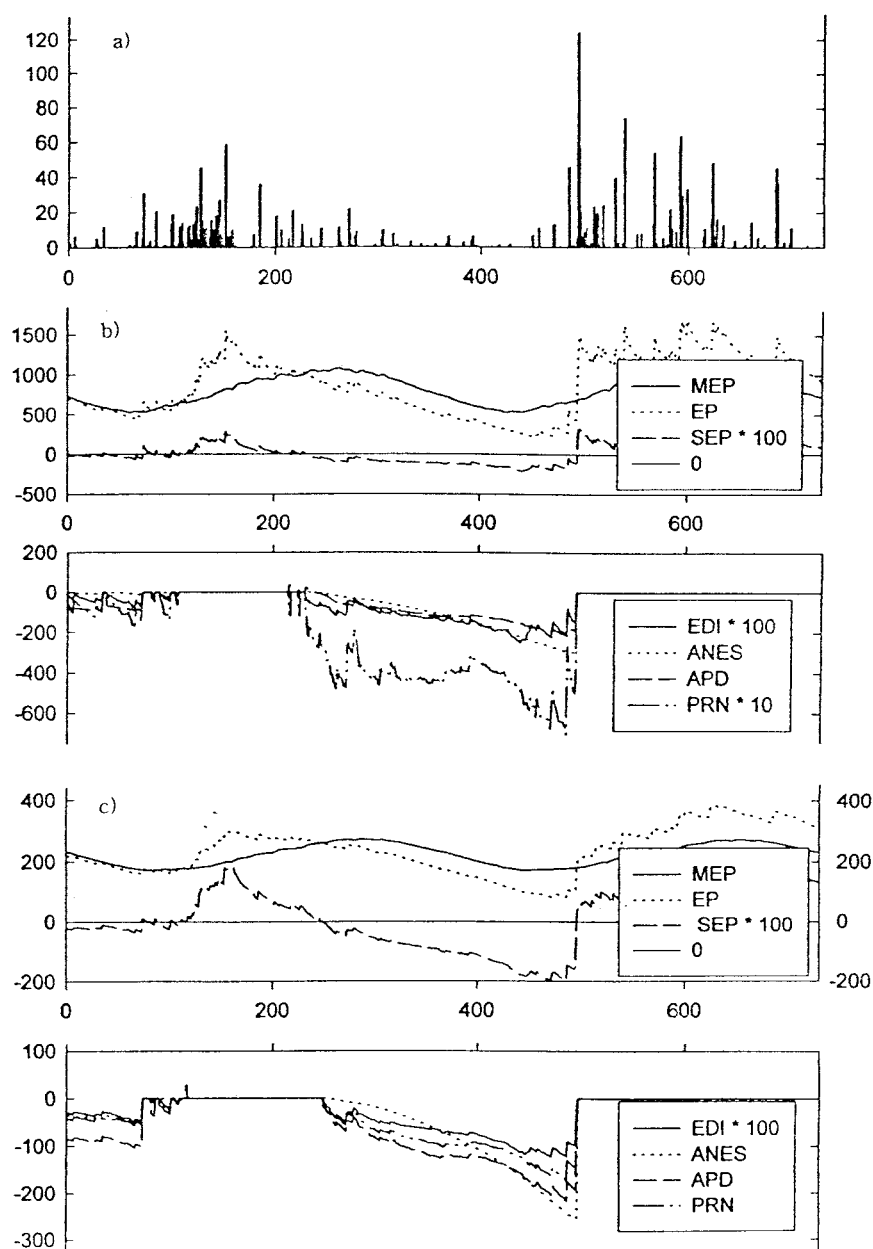 a)
120
100
80
60
40
20
0
0 200 400 600
b)
1500
1000
500
0
-500
MEP
EP
SEP * 100
0
0 200 400 600
200
0
-200
-400
-600
EDI * 100
ANES
APD
PRN * 10
c)
400 400
200 200
0 0
-200 -200
MEP
EP
SEP * 100
0
0 200 400 600
100
0
-100
-200
-300
EDI * 100
ANES
APD
PRN